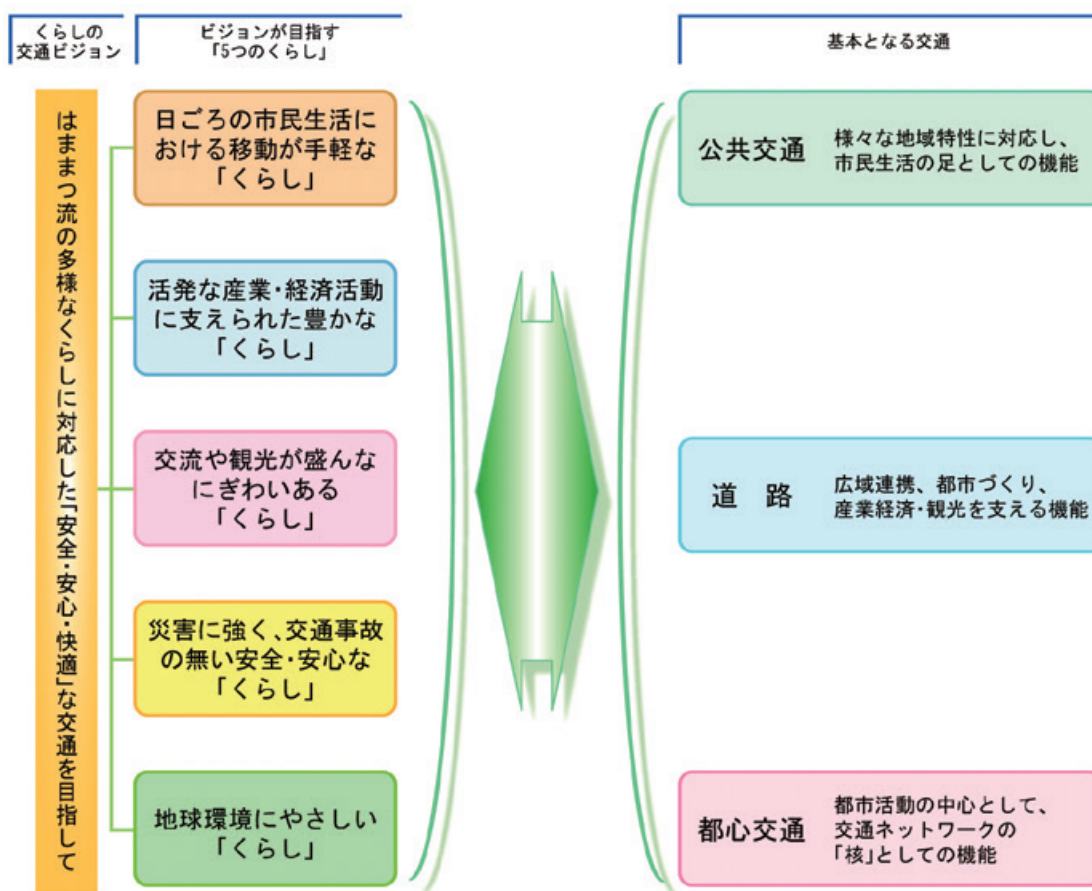 くらしの
交通ビジョン
ビジョンが目指す
「5つのくらし」
基本となる交通
はままつ流の多様なくらしに対応した「安全・安心・快適」な交通を目指して
日ごろの市民生活に
おける移動が手軽な
「くらし」
活発な産業・経済活動
に支えられた豊かな
「くらし」
交流や観光が盛んな
にぎわいある
「くらし」
災害に強く、交通事故
の無い安全・安心な
「くらし」
地球環境にやさしい
「くらし」
公共交通
様々な地域特性に対応し、
市民生活の足としての機能
道　路
広域連携、都市づくり、
産業経済・観光を支える機能
都心交通
都市活動の中心として、
交通ネットワークの
「核」としての機能